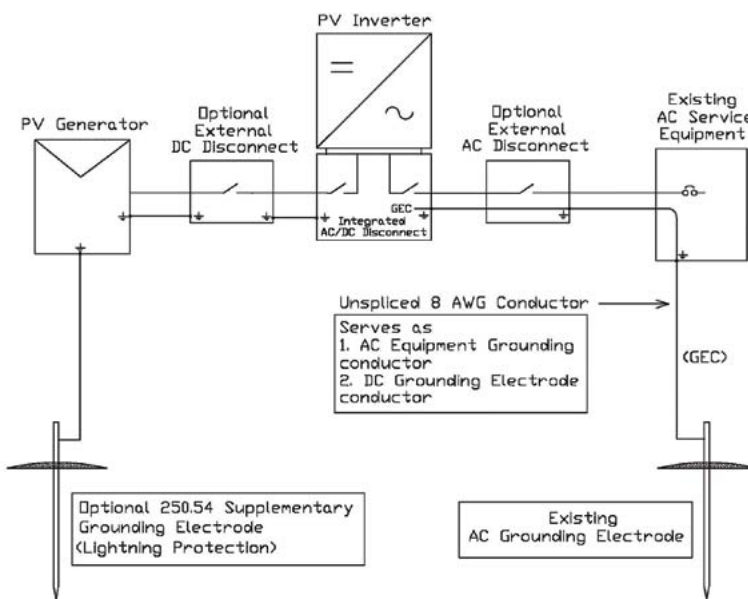 PV Inverter
PV Generator
Optional
External
DC Disconnect
Optional
External
AC Disconnect
Existing
AC Service
Equipment
GEC
Integrated
AC/DC Disconnect
Unspliced 8 AWG Conductor
Serves as
1. AC Equipment Grounding
conductor
2. DC Grounding Electrode
conductor
(GEC)
Optional 250.54 Supplementary
Grounding Electrode
(Lightning Protection)
Existing
AC Grounding Electrode